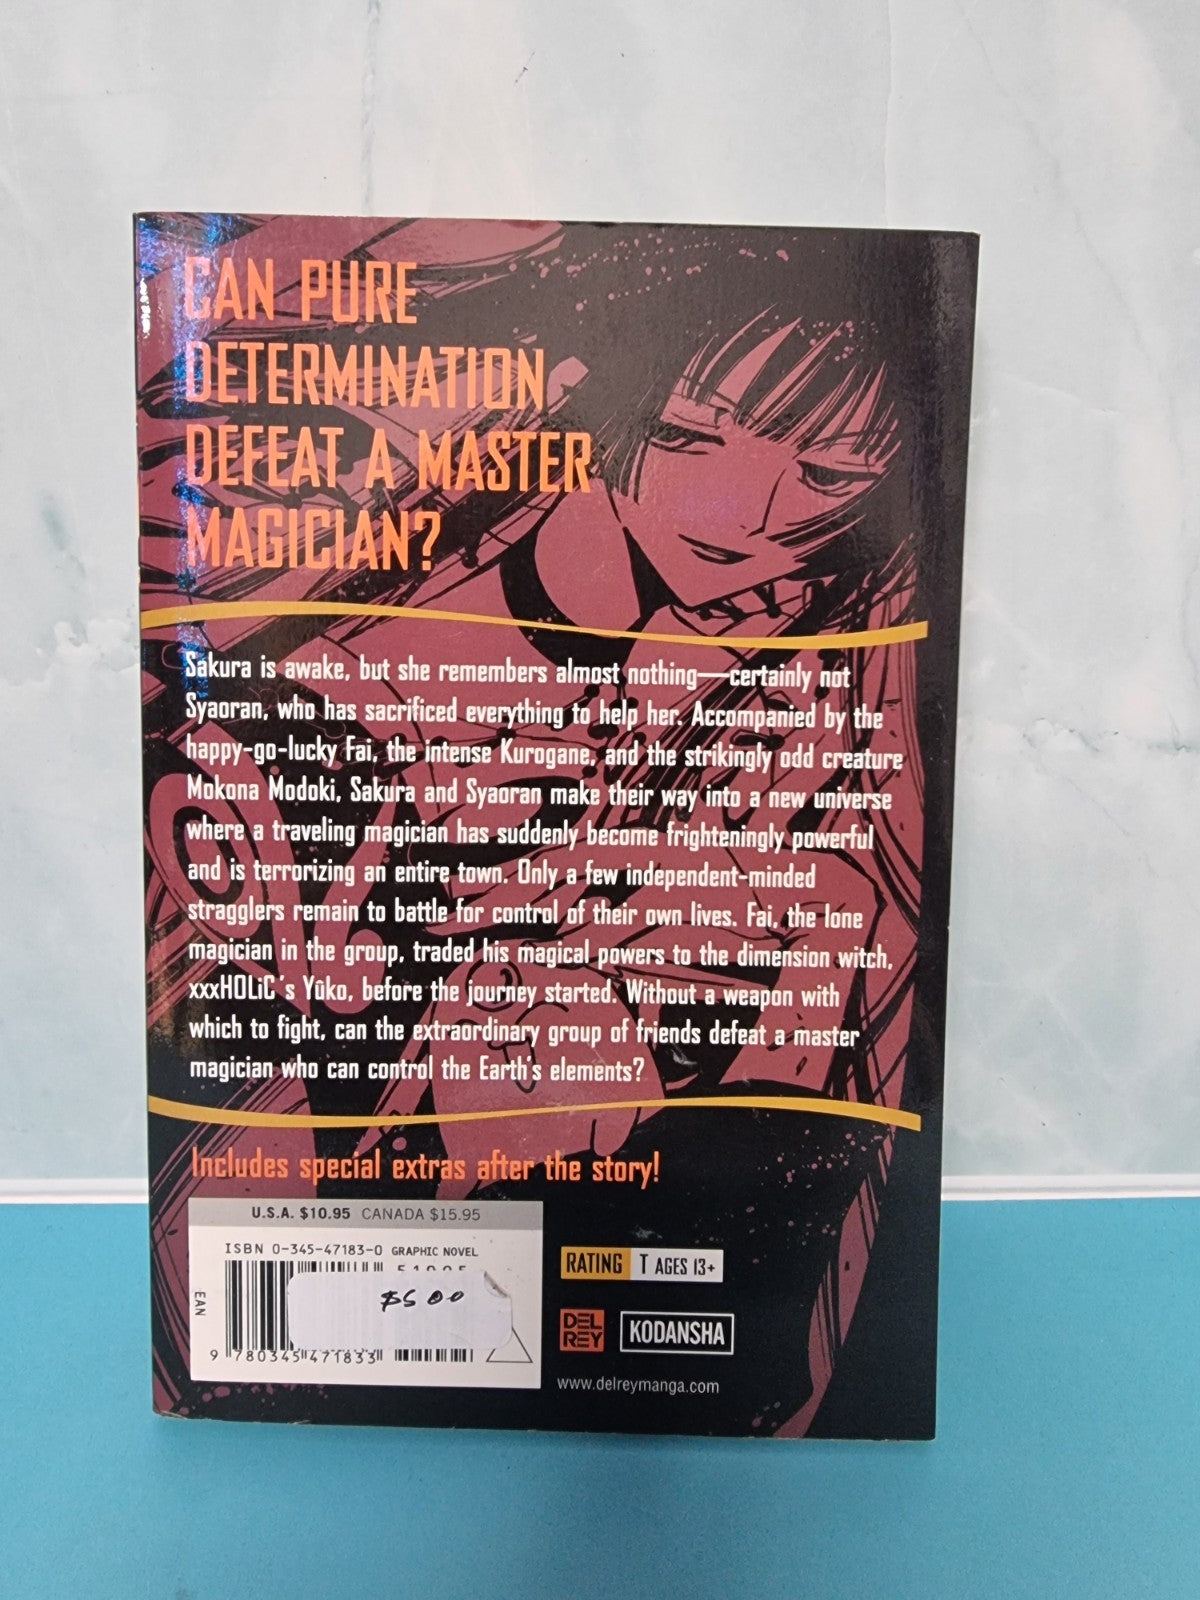 CAN PURE
DETERMINATION
DEFEAT A MASTER
MAGICIAN?
Sakura is awake, but she remembers almost nothing—certainly not
Syaoran, who has sacrificed everything to help her. Accompanied by the
happy-go-lucky Fai, the intense Kurogane, and the strikingly odd creature
Mokona Modoki, Sakura and Syaoran make their way into a new universe
where a traveling magician has suddenly become frighteningly powerful
and is terrorizing an entire town. Only a few independent-minded
stragglers remain to battle for control of their own lives. Fai, the lone
magician in the group, traded his magical powers to the dimension witch,
xxxHOLiC's Yûko, before the journey started. Without a weapon with
which to fight, can the extraordinary group of friends defeat a master
magician who can control the Earth's elements?
Includes special extras after the story!
U.S.A. $10.95 CANADA $15.95
ISBN 0-345-47183-0 GRAPHIC NOVEL
$5 00
EAN
9 780345 471833
RATING T AGES 13+
DEL
REY
KODANSHA
www.delreymanga.com